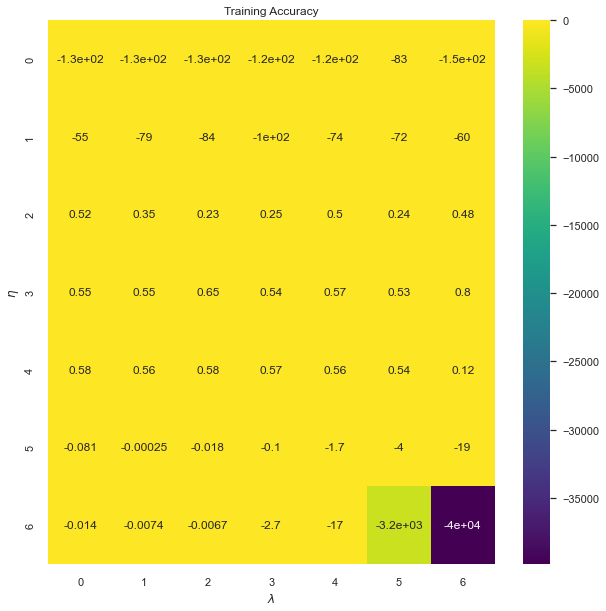 Training Accuracy
0 -1.3e+02 -1.3e+02 -1.3e+02 -1.2e+02 -1.2e+02 -83 -1.5e+02
1 -55 -79 -84 -1e+02 -74 -72 -60
2 0.52 0.35 0.23 0.25 0.5 0.24 0.48
η
3 0.55 0.55 0.65 0.54 0.57 0.53 0.8
4 0.58 0.56 0.58 0.57 0.56 0.54 0.12
5 -0.081 -0.00025 -0.018 -0.1 -1.7 -4 -19
6 -0.014 -0.0074 -0.0067 -2.7 -17 -3.2e+03 -4e+04
0 1 2 3 4 5 6
λ
0
−5000
−10000
−15000
−20000
−25000
−30000
−35000